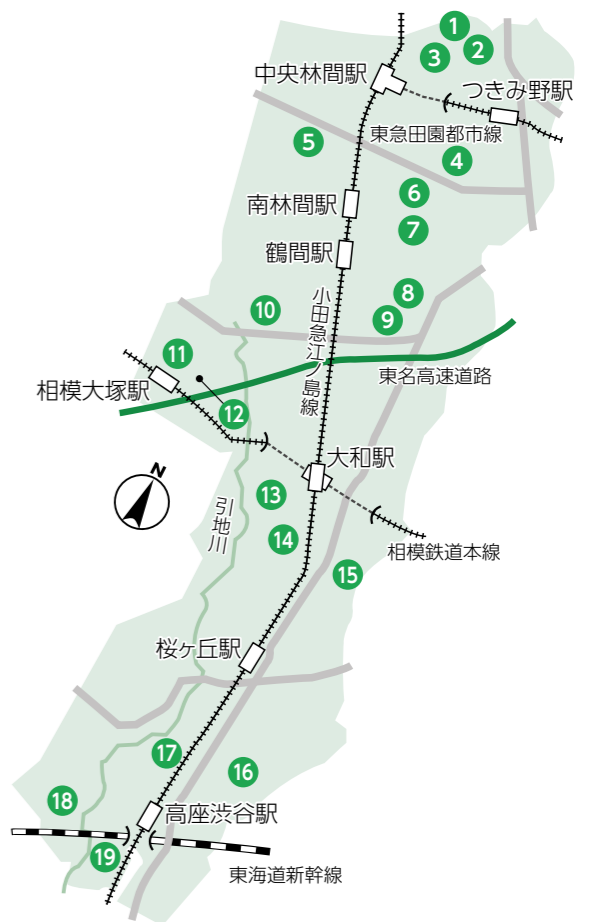 1
2
3
中央林間駅
つきみ野駅
東急田園都市線
5
4
6
南林間駅
7
鶴間駅
8
小田急江ノ島線
10
9
11
東名高速道路
相模大塚駅
12
N
大和駅
13
引地川
14
相模鉄道本線
15
桜ヶ丘駅
17
16
18
高座渋谷駅
19
東海道新幹線